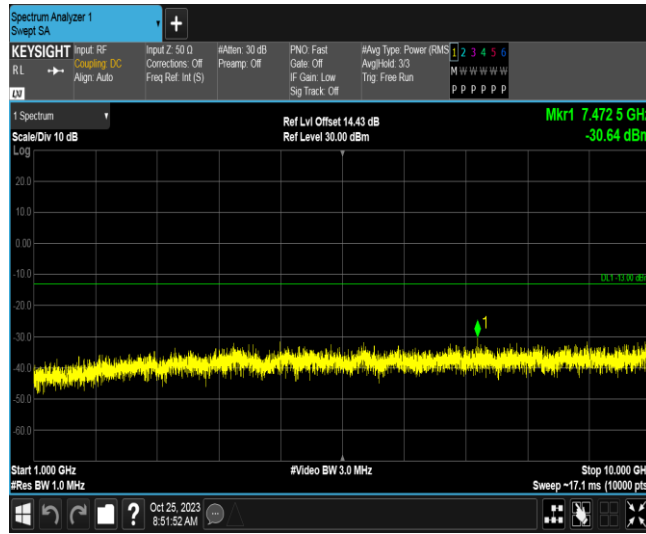 Spectrum Analyzer 1
Swept SA
+
KEYSIGHT
RL
LXI
Input: RF
Coupling: DC
Align: Auto
Input Z: 50 Ω
Corrections: Off
Freq Ref: Int (S)
#Atten: 30 dB
Preamp: Off
PNO: Fast
Gate: Off
IF Gain: Low
Sig Track: Off
#Avg Type: Power (RMS
Avg|Hold: 3/3
Trig: Free Run
1 2 3 4 5 6
M W W W W W
P P P P P P
1 Spectrum
Scale/Div 10 dB
Log
Ref Lvl Offset 14.43 dB
Ref Level 30.00 dBm
Mkr1 7.472 5 GHz
-30.64 dBm
20.0
10.0
0.00
-10.0
DL1 -13.00 dBm
-20.0
-30.0
1
-40.0
-50.0
-60.0
Start 1.000 GHz
#Res BW 1.0 MHz
#Video BW 3.0 MHz
Stop 10.000 GH
Sweep ~17.1 ms (10000 pts
?
Oct 25, 2023
8:51:52 AM